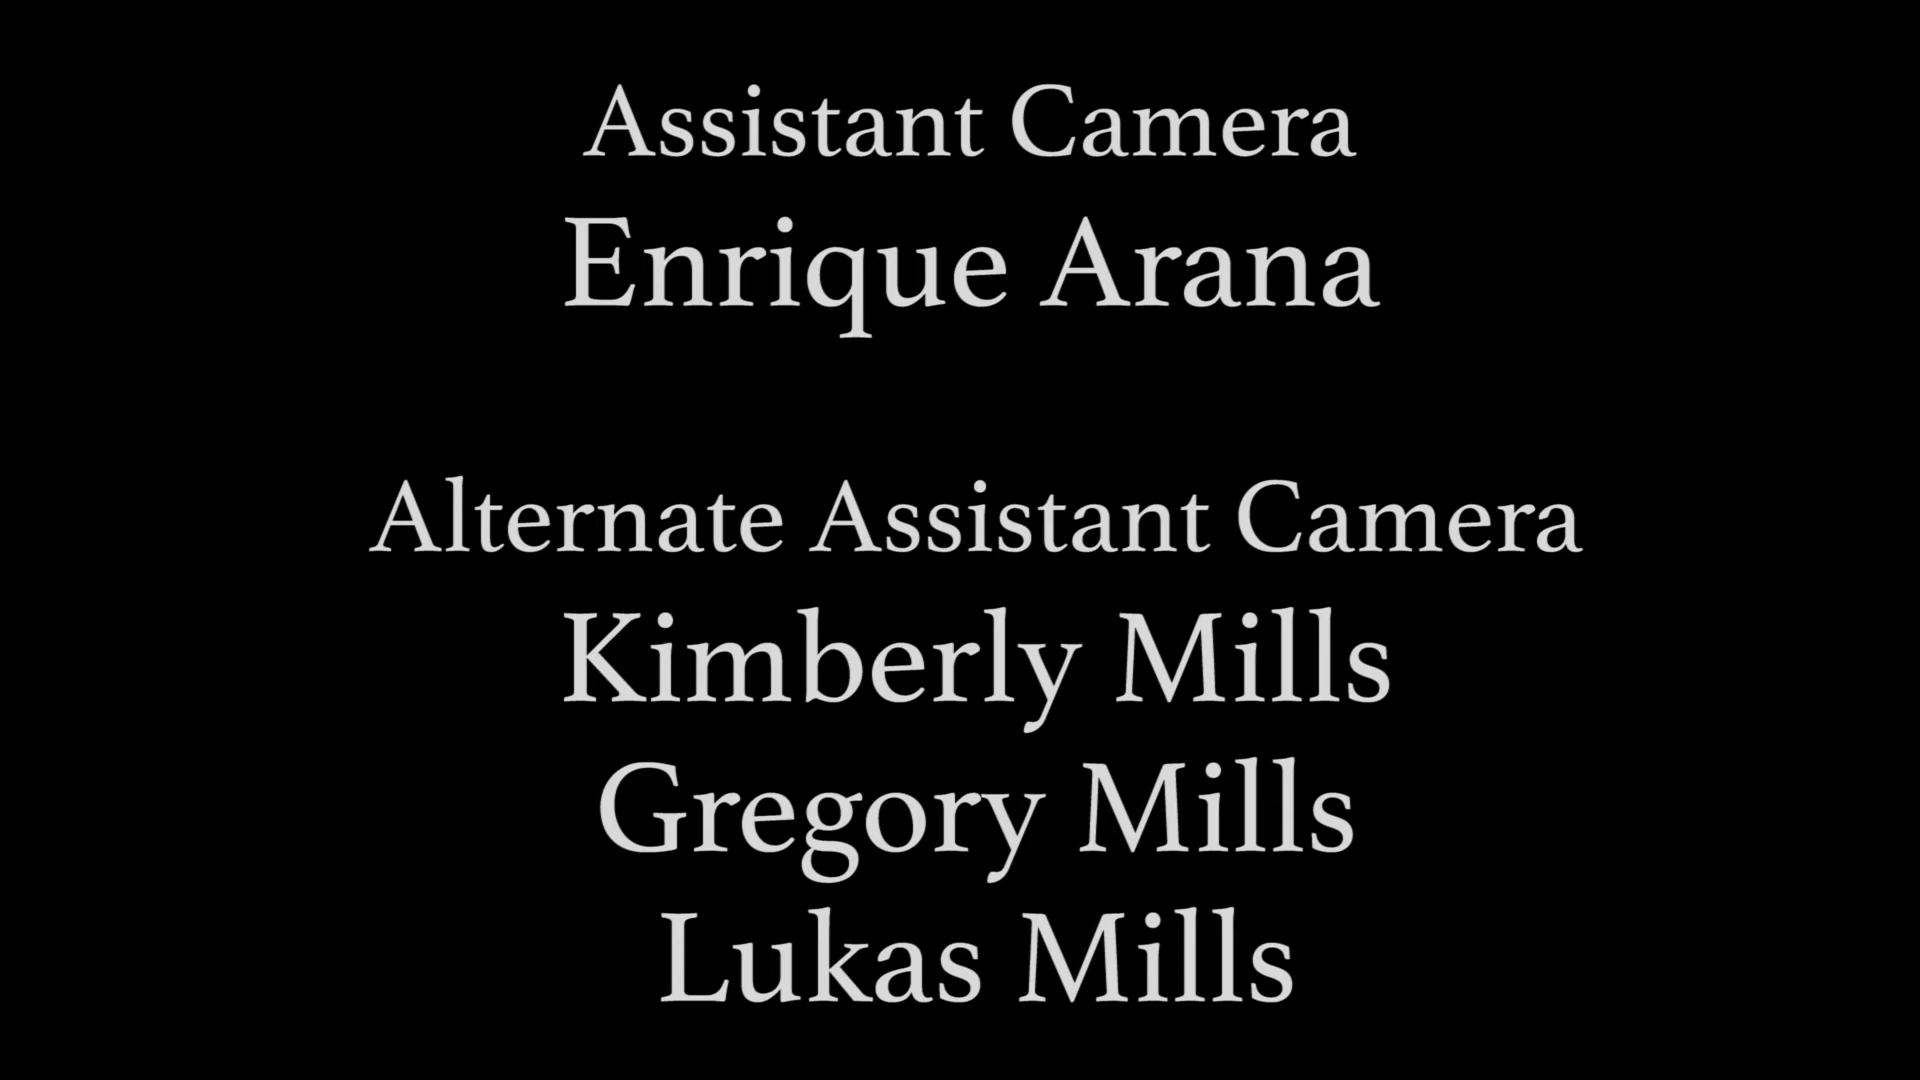 Assistant Camera
Enrique Arana
Alternate Assistant Camera
Kimberly Mills
Gregory Mills
Lukas Mills